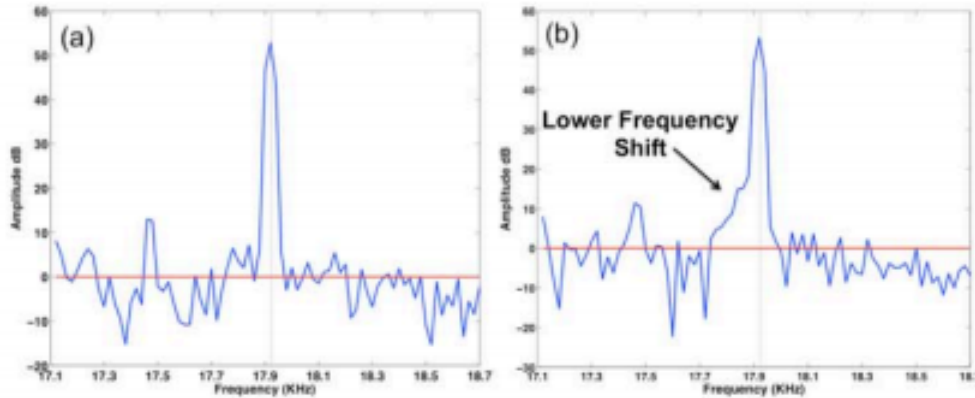 (a)
60
50
40
30
20
10
0
-10
-20
Amplitude dB
17.1 17.3 17.5 17.7 17.9 18.1 18.3 18.5 18.7
Frequency (KHz)
(b)
Lower Frequency
Shift
60
50
40
30
20
10
0
-10
-20
-30
Amplitude dB
17.1 17.3 17.5 17.7 17.9 18.1 18.3 18.5
Frequency (KHz)